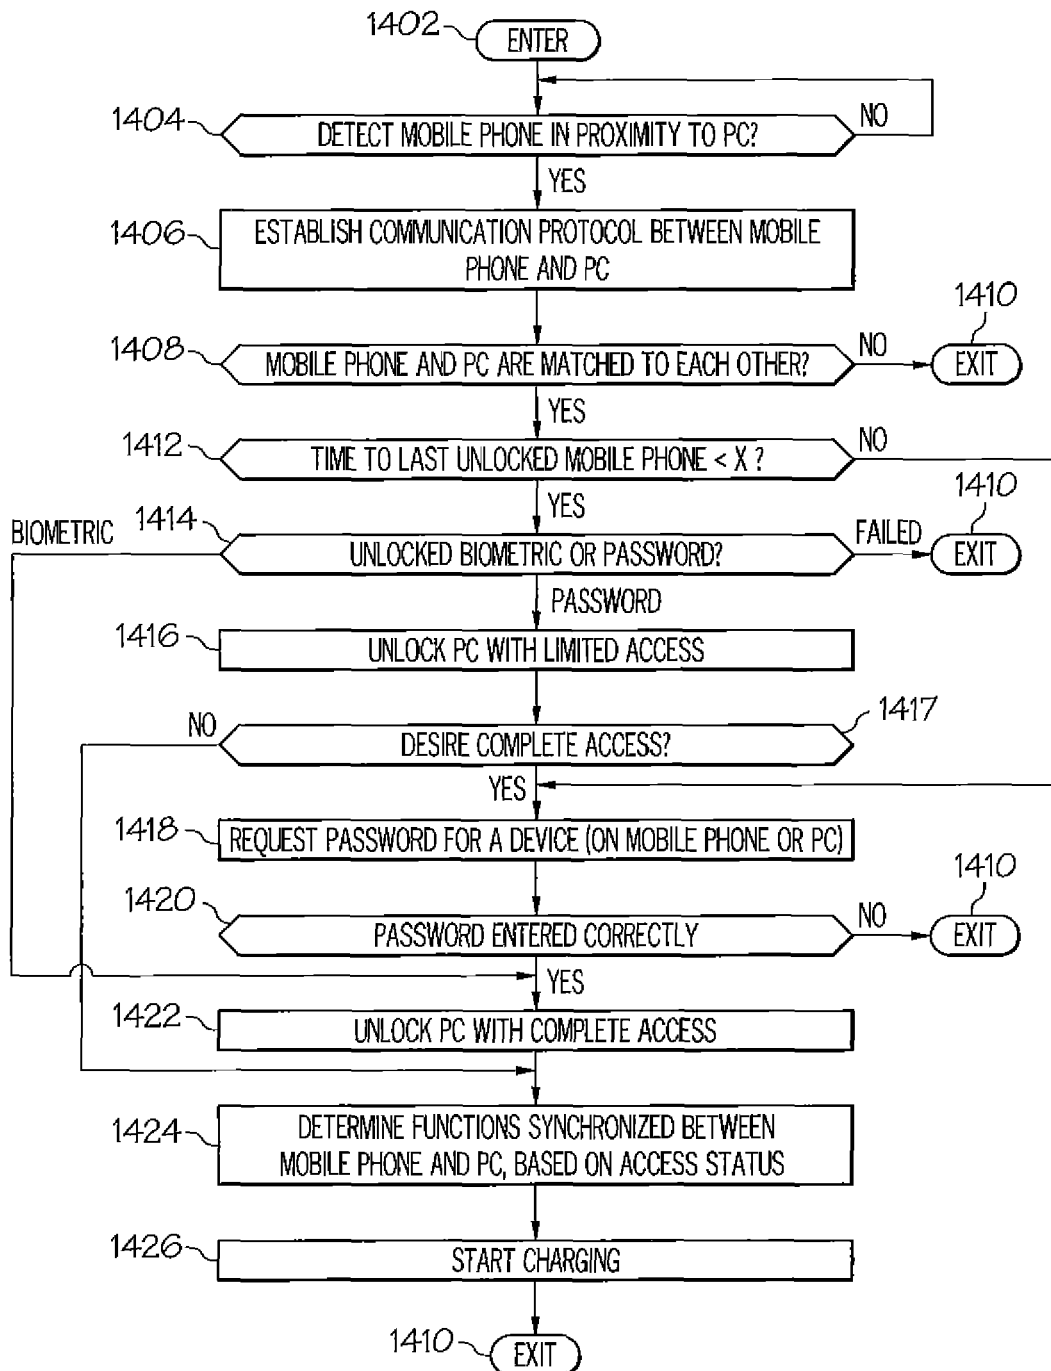 1402
ENTER
1404
DETECT MOBILE PHONE IN PROXIMITY TO PC?
NO
YES
1406
ESTABLISH COMMUNICATION PROTOCOL BETWEEN MOBILE
PHONE AND PC
1408
MOBILE PHONE AND PC ARE MATCHED TO EACH OTHER?
NO
1410
EXIT
YES
1412
TIME TO LAST UNLOCKED MOBILE PHONE < X ?
NO
YES
BIOMETRIC
1414
UNLOCKED BIOMETRIC OR PASSWORD?
FAILED
1410
EXIT
PASSWORD
1416
UNLOCK PC WITH LIMITED ACCESS
NO
DESIRE COMPLETE ACCESS?
1417
YES
1418
REQUEST PASSWORD FOR A DEVICE (ON MOBILE PHONE OR PC)
1420
PASSWORD ENTERED CORRECTLY
NO
1410
EXIT
YES
1422
UNLOCK PC WITH COMPLETE ACCESS
1424
DETERMINE FUNCTIONS SYNCHRONIZED BETWEEN
MOBILE PHONE AND PC, BASED ON ACCESS STATUS
1426
START CHARGING
1410
EXIT